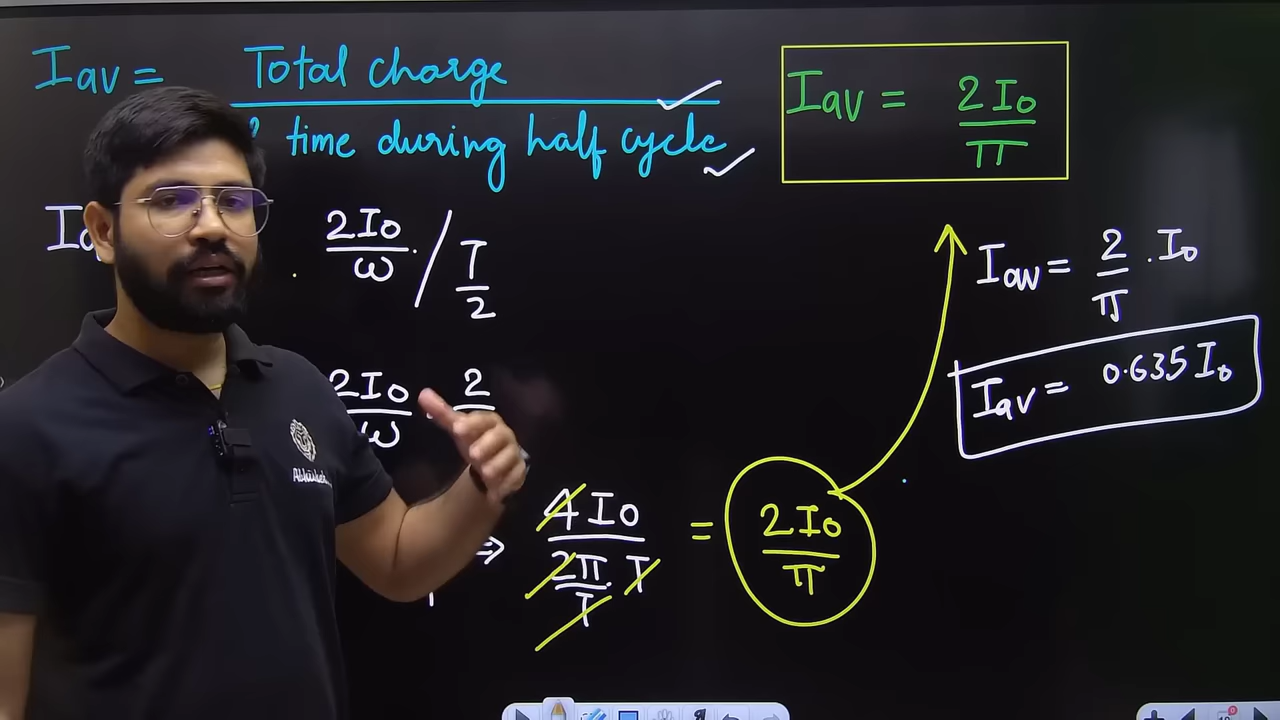 Iav = Total charge
time during half cycle
Iav = 2I₀/π
2I₀/ω / T/2
Iav = 2/π . I₀
2I₀/ω . 2
Iav = 0.635 I₀
⇒ 4I₀/(2π/T . T) = 2I₀/π